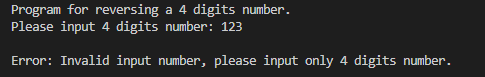 Program for reversing a 4 digits number.
Please input 4 digits number: 123
Error: Invalid input number, please input only 4 digits number.